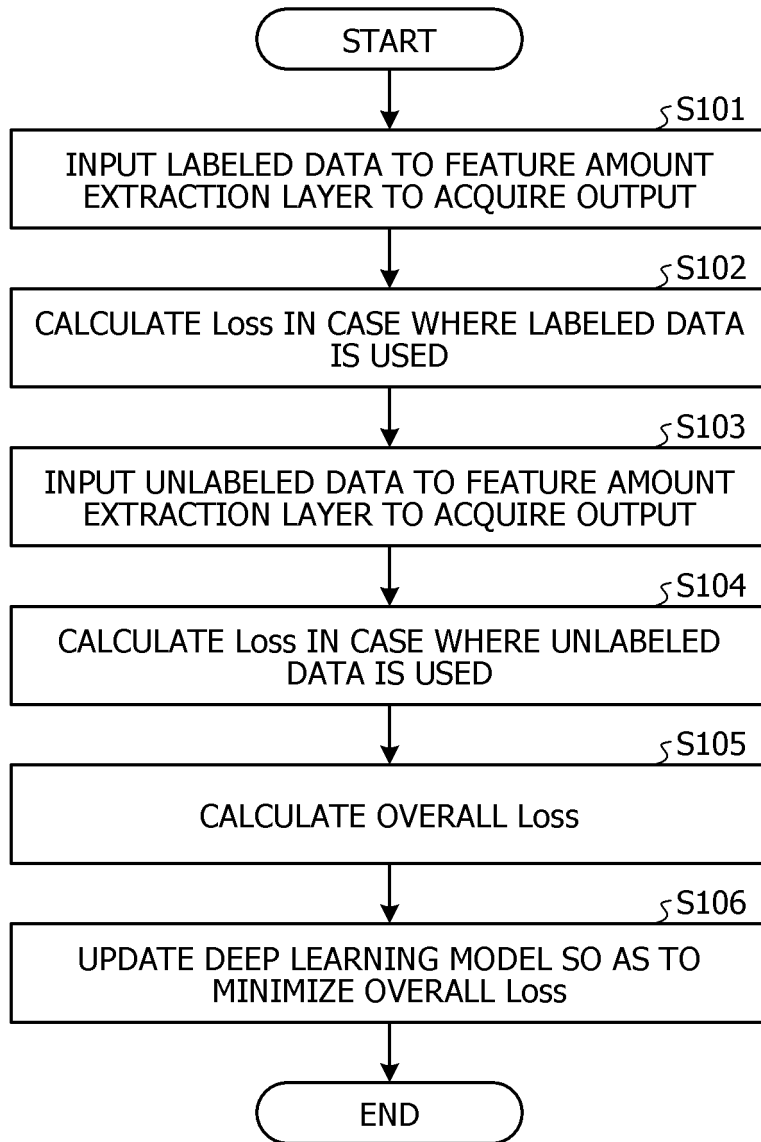 START
S101
INPUT LABELED DATA TO FEATURE AMOUNT
EXTRACTION LAYER TO ACQUIRE OUTPUT
S102
CALCULATE Loss IN CASE WHERE LABELED DATA
IS USED
S103
INPUT UNLABELED DATA TO FEATURE AMOUNT
EXTRACTION LAYER TO ACQUIRE OUTPUT
S104
CALCULATE Loss IN CASE WHERE UNLABELED
DATA IS USED
S105
CALCULATE OVERALL Loss
S106
UPDATE DEEP LEARNING MODEL SO AS TO
MINIMIZE OVERALL Loss
END